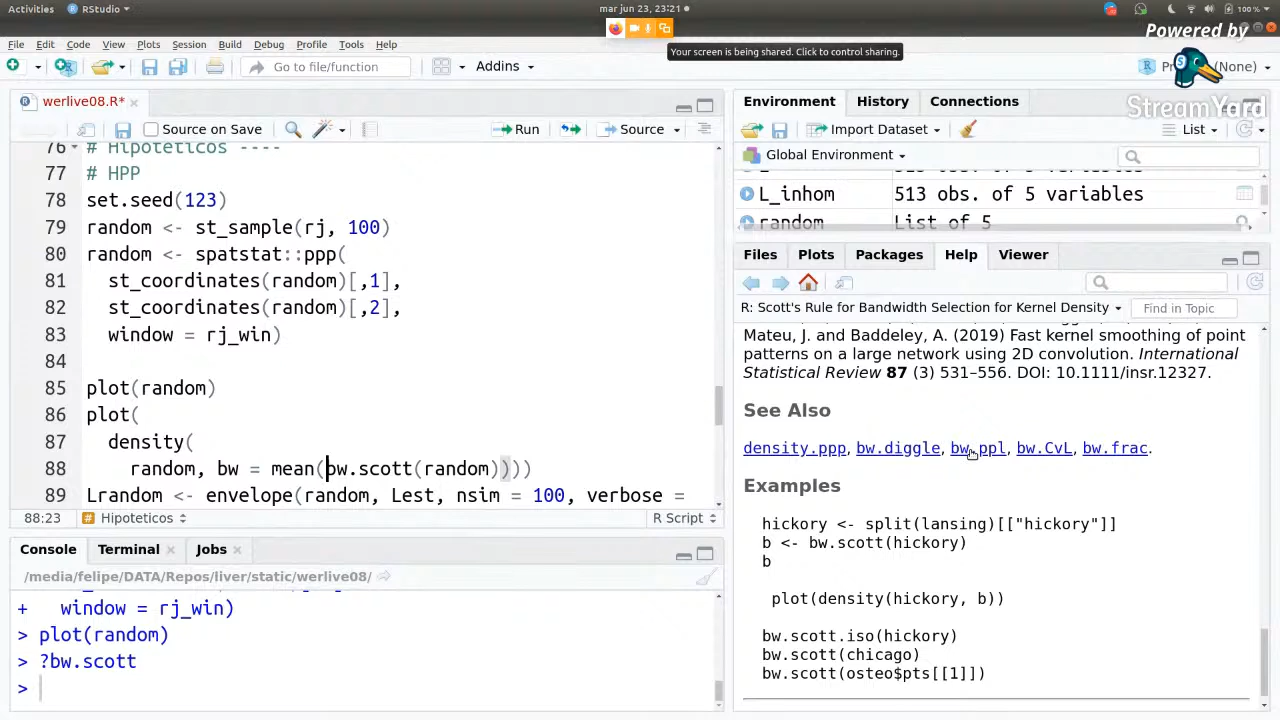 Activities RStudio mar jun 23, 23:21 100 %
Your screen is being shared. Click to control sharing.
Powered by
StreamYard
File Edit Code View Plots Session Build Debug Profile Tools Help
Go to file/function Addins (None)
werlive08.R*
Source on Save Run Source
76 # Hipoteticos ----
77 # HPP
78 set.seed(123)
79 random <- st_sample(rj, 100)
80 random <- spatstat::ppp(
81 st_coordinates(random)[,1],
82 st_coordinates(random)[,2],
83 window = rj_win)
84
85 plot(random)
86 plot(
87 density(
88 random, bw = mean(bw.scott(random))))
89 Lrandom <- envelope(random, Lest, nsim = 100, verbose =
88:23 Hipoteticos R Script
Console Terminal Jobs
/media/felipe/DATA/Repos/liver/static/werlive08/
+ window = rj_win)
> plot(random)
> ?bw.scott
>
Environment History Connections
Import Dataset List
Global Environment
L_inhom 513 obs. of 5 variables
random List of 5
Files Plots Packages Help Viewer
R: Scott's Rule for Bandwidth Selection for Kernel Density Find in Topic
Mateu, J. and Baddeley, A. (2019) Fast kernel smoothing of point
patterns on a large network using 2D convolution. International
Statistical Review 87 (3) 531–556. DOI: 10.1111/insr.12327.
See Also
density.ppp, bw.diggle, bw.ppl, bw.CvL, bw.frac.
Examples
hickory <- split(lansing)[["hickory"]]
b <- bw.scott(hickory)
b
plot(density(hickory, b))
bw.scott.iso(hickory)
bw.scott(chicago)
bw.scott(osteo$pts[[1]])